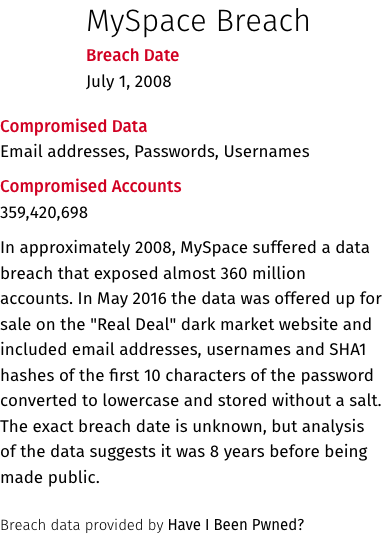 MySpace Breach
Breach Date
July 1, 2008
Compromised Data
Email addresses, Passwords, Usernames
Compromised Accounts
359,420,698
In approximately 2008, MySpace suffered a data
breach that exposed almost 360 million
accounts. In May 2016 the data was offered up for
sale on the "Real Deal" dark market website and
included email addresses, usernames and SHA1
hashes of the first 10 characters of the password
converted to lowercase and stored without a salt.
The exact breach date is unknown, but analysis
of the data suggests it was 8 years before being
made public.
Breach data provided by Have I Been Pwned?